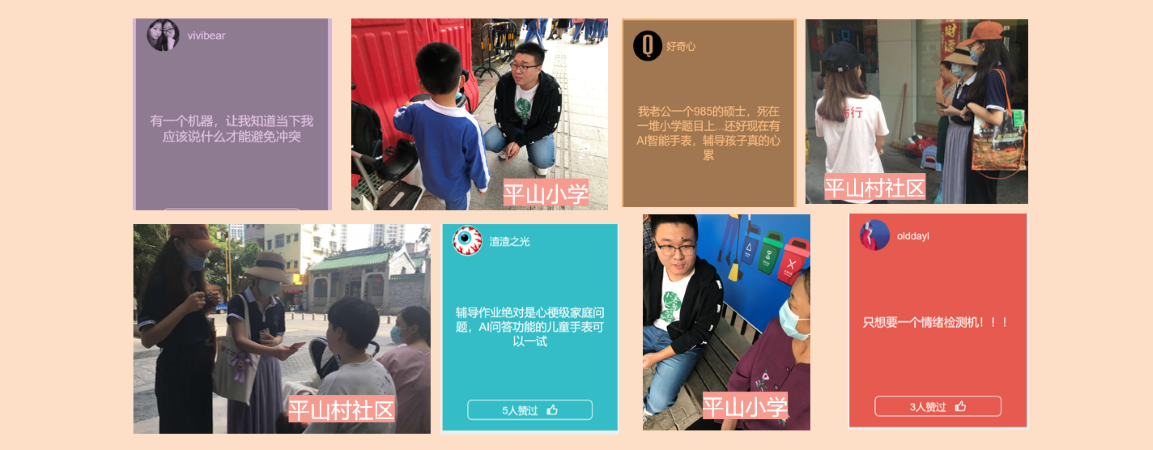 vivibear
有一个机器，让我知道当下我
应该说什么才能避免冲突
平山小学
Q
好奇心
我老公一个985的硕士，死在
一堆小学题目上...还好现在有
AI智能手表，辅导孩子真的心
累
平山村社区
平山村社区
渣渣之光
辅导作业绝对是心梗级家庭问
题，AI问答功能的儿童手表可
以一试
5人赞过
平山小学
olddayl
只想要一个情绪检测机！！！
3人赞过